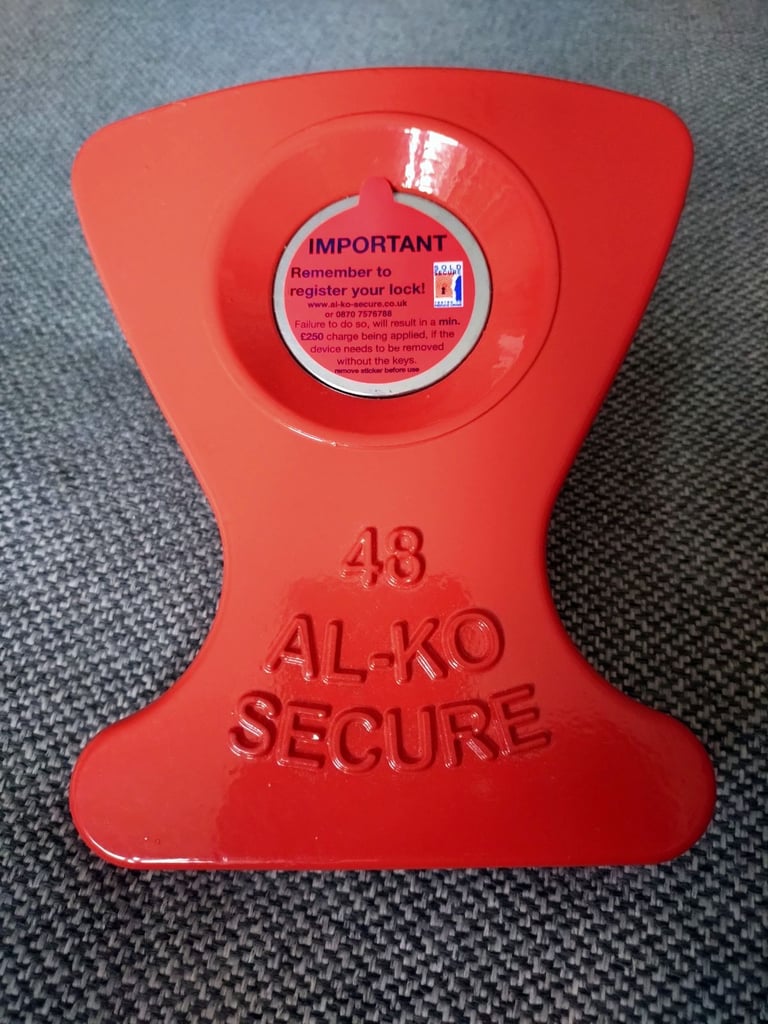 IMPORTANT
Remember to
register your lock!
SOLD
SECURE
www.al-ko-secure.co.uk
or 0870 7576788
Failure to do so, will result in a min.
£250 charge being applied, if the
device needs to be removed
without the keys.
remove sticker before use
48
AL-KO
SECURE